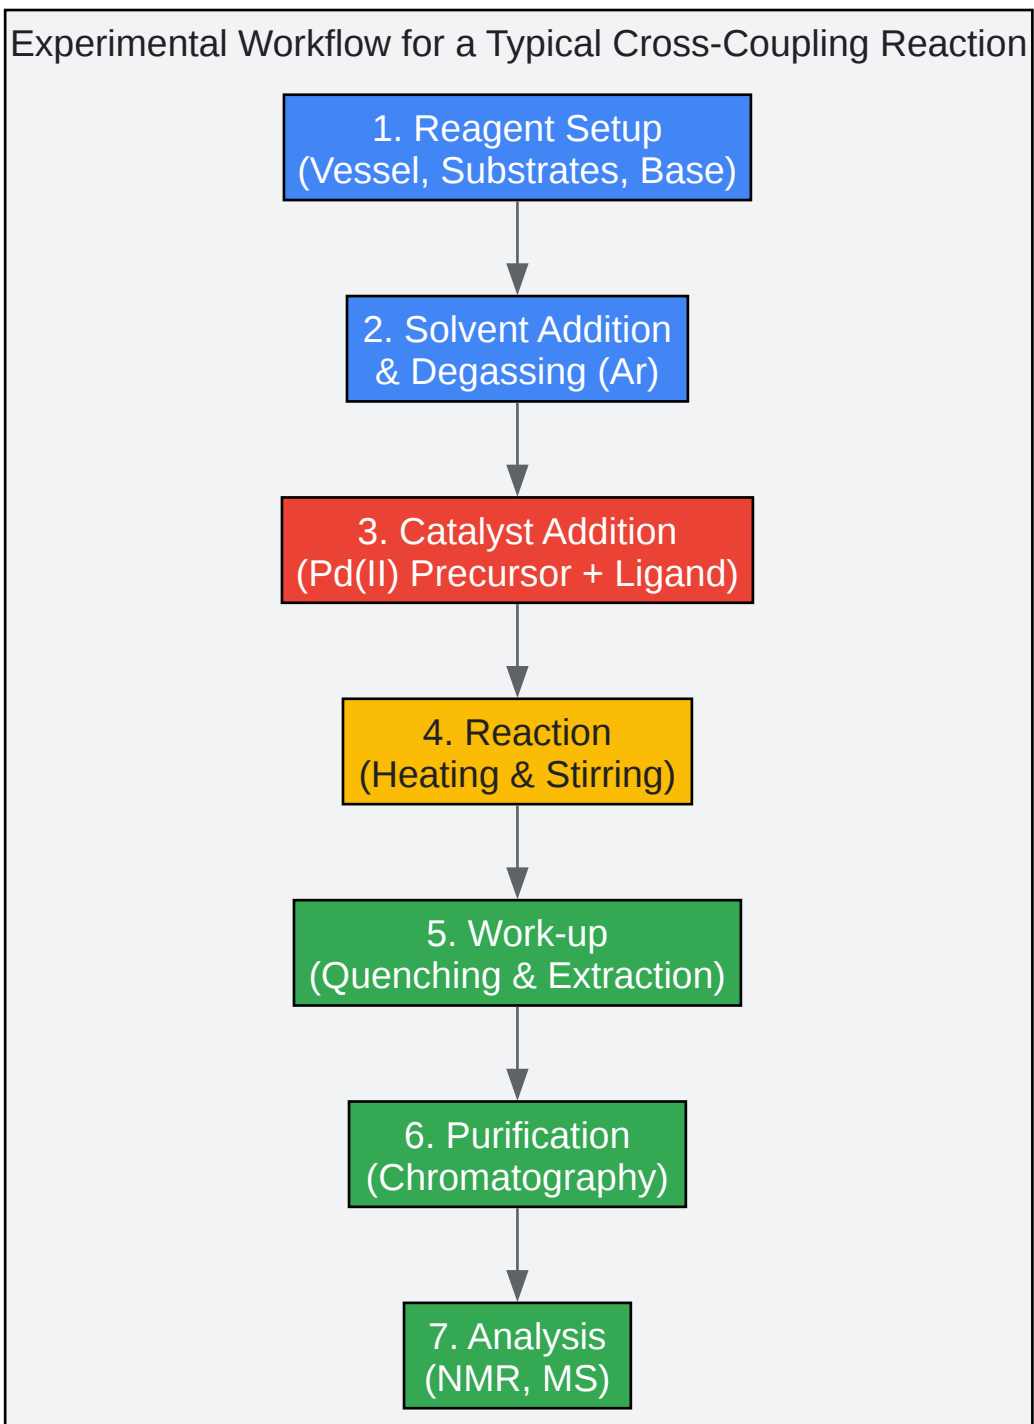 Experimental Workflow for a Typical Cross-Coupling Reaction
1. Reagent Setup
(Vessel, Substrates, Base)
2. Solvent Addition
& Degassing (Ar)
3. Catalyst Addition
(Pd(II) Precursor + Ligand)
4. Reaction
(Heating & Stirring)
5. Work-up
(Quenching & Extraction)
6. Purification
(Chromatography)
7. Analysis
(NMR, MS)